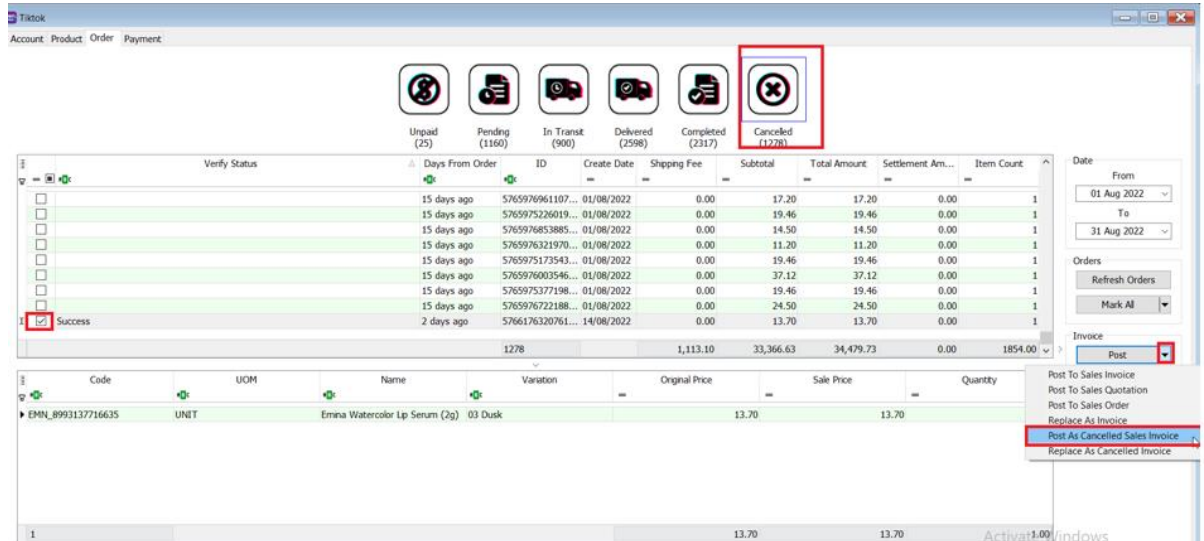 Tiktok
Account Product Order Payment
Unpaid (25)
Pending (1160)
In Transit (900)
Delivered (2598)
Completed (2317)
Cancelled (1278)
Verify Status Days From Order ID Create Date Shpping Fee Subtotal Total Amount Settlement Am... Item Count
15 days ago 5765976961107... 01/08/2022 0.00 17.20 17.20 0.00 1
15 days ago 5765975226019... 01/08/2022 0.00 19.46 19.46 0.00 1
15 days ago 5765976853885... 01/08/2022 0.00 14.50 14.50 0.00 1
15 days ago 5765976321970... 01/08/2022 0.00 11.20 11.20 0.00 1
15 days ago 5765975173543... 01/08/2022 0.00 19.46 19.46 0.00 1
15 days ago 5765976003546... 01/08/2022 0.00 37.12 37.12 0.00 1
15 days ago 5765975377198... 01/08/2022 0.00 19.46 19.46 0.00 1
15 days ago 5765976722188... 01/08/2022 0.00 24.50 24.50 0.00 1
Success 2 days ago 5766176320761... 14/08/2022 0.00 13.70 13.70 0.00 1
1278 1,113.10 33,366.63 34,479.73 0.00 1854.00
Date
From
01 Aug 2022
To
31 Aug 2022
Orders
Refresh Orders
Mark All
Invoice
Post
Post To Sales Invoice
Post To Sales Quotation
Post To Sales Order
Replace As Invoice
Post As Cancelled Sales Invoice
Replace As Cancelled Invoice
Code UOM Name Variation Original Price Sale Price Quantity
EMN_8993137716635 UNIT Emina Watercolor Lip Serum (2g) 03 Dusk 13.70 13.70
1 13.70 13.70 1.00
Activate Windows